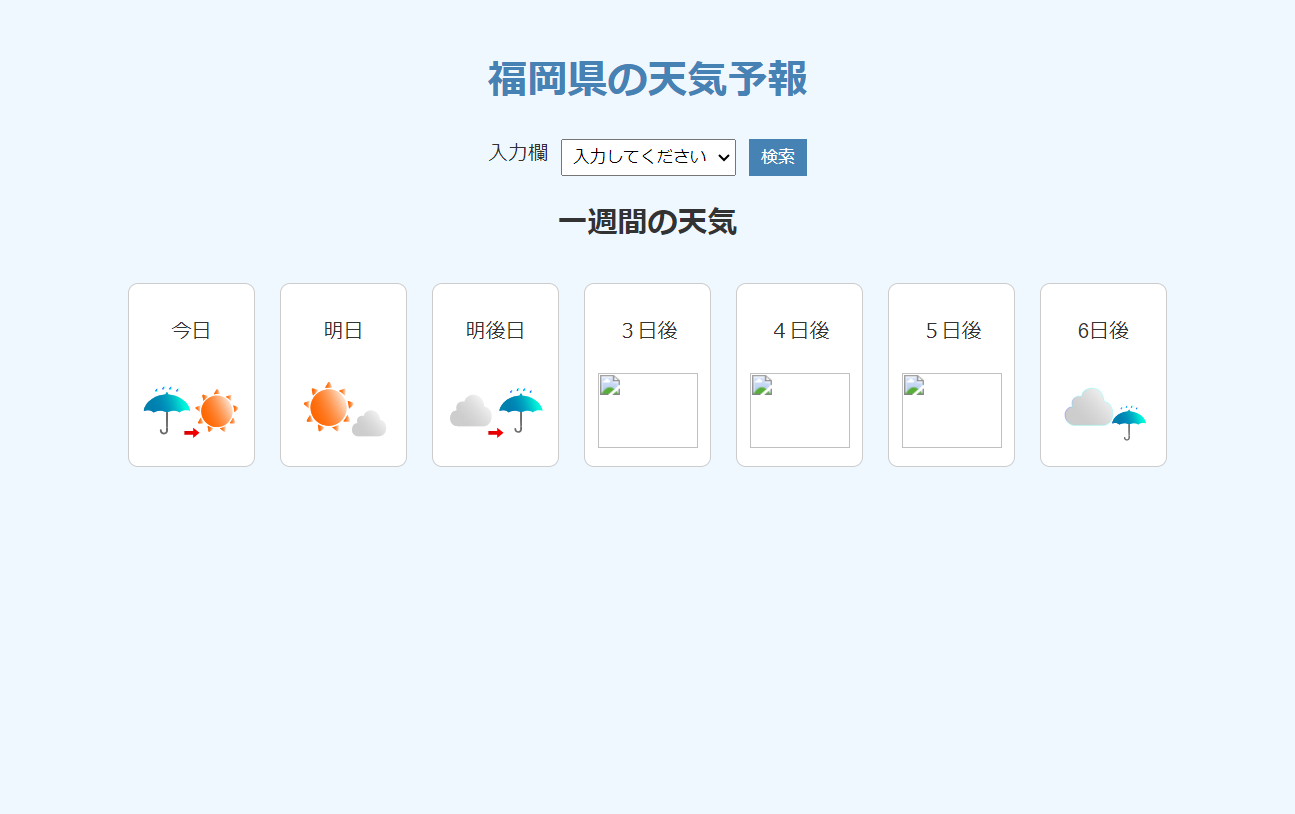 福岡県の天気予報
入力欄 入力してください 検索
一週間の天気
今日 明日 明後日 ３日後 ４日後 ５日後 6日後